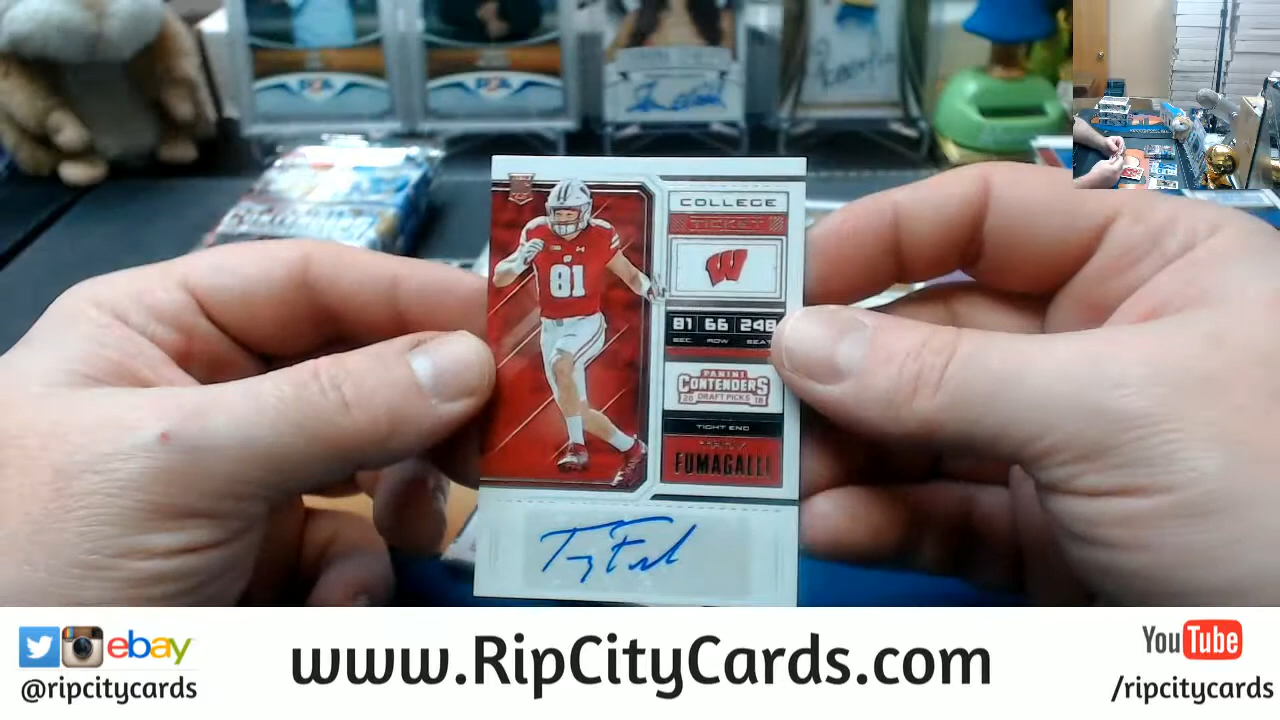 RC
COLLEGE
TICKET
W
81
81 66 248
SEC. ROW SEAT
PANINI
CONTENDERS
20 DRAFT PICKS 18
TIGHT END
FUMAGALLI
ebay
@ripcitycards
www.RipCityCards.com
YouTube
/ripcitycards